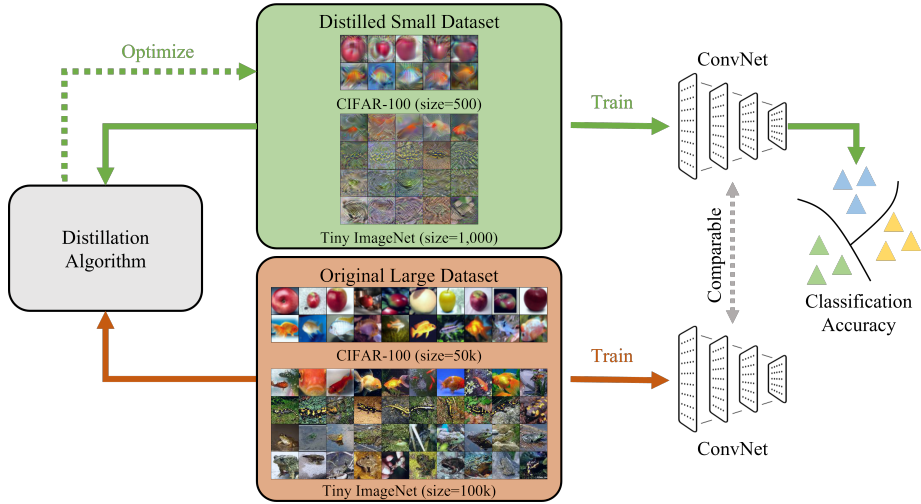 Distilled Small Dataset
Optimize
CIFAR-100 (size=500)
Tiny ImageNet (size=1,000)
Train
ConvNet
Distillation
Algorithm
Comparable
Classification
Accuracy
Original Large Dataset
CIFAR-100 (size=50k)
Tiny ImageNet (size=100k)
Train
ConvNet